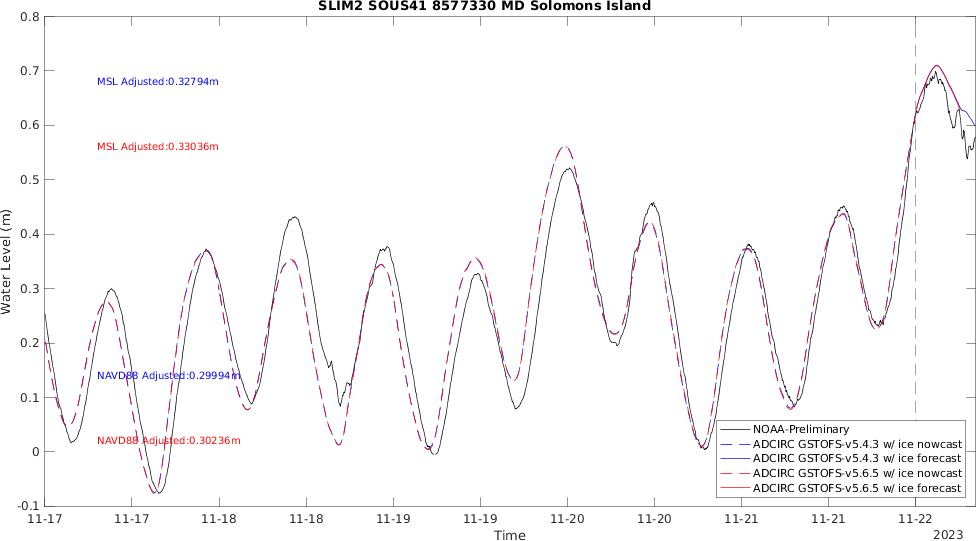 SLIM2 SOUS41 8577330 MD Solomons Island
0.8
0.7
0.6
0.5
0.4
0.3
0.2
0.1
0
-0.1
Water Level (m)
MSL Adjusted:0.32794m
MSL Adjusted:0.33036m
NAVD88 Adjusted:0.29994m
NAVD88 Adjusted:0.30236m
NOAA-Preliminary
ADCIRC GSTOFS-v5.4.3 w/ ice nowcast
ADCIRC GSTOFS-v5.4.3 w/ ice forecast
ADCIRC GSTOFS-v5.6.5 w/ ice nowcast
ADCIRC GSTOFS-v5.6.5 w/ ice forecast
11-17 11-17 11-18 11-18 11-19 11-19 11-20 11-20 11-21 11-21 11-22
Time
2023